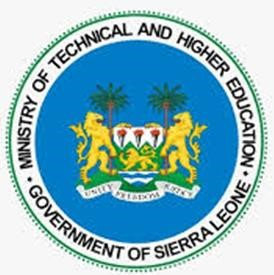 MINISTRY OF TECHNICAL AND HIGHER EDUCATION
GOVERNMENT OF SIERRA LEONE
UNITY FREEDOM JUSTICE